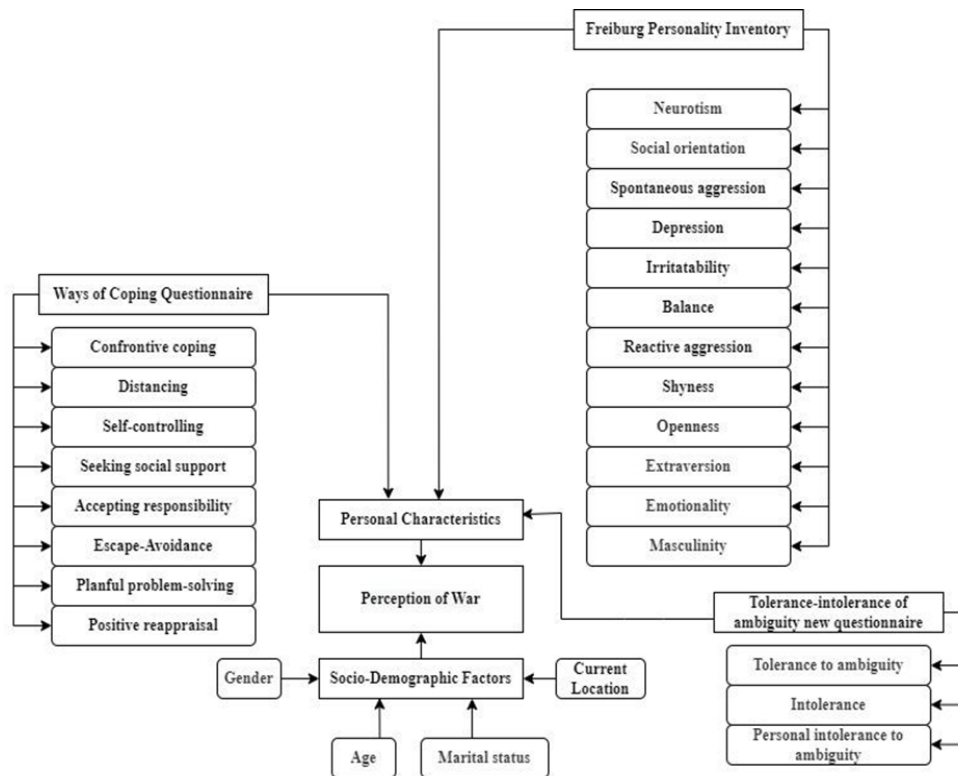 Freiburg Personality Inventory
Neurotism
Social orientation
Spontaneous aggression
Depression
Irritatability
Balance
Reactive aggression
Shyness
Openness
Extraversion
Emotionality
Masculinity
Ways of Coping Questionnaire
Confrontive coping
Distancing
Self-controlling
Seeking social support
Accepting responsibility
Escape-Avoidance
Planful problem-solving
Positive reappraisal
Personal Characteristics
Perception of War
Socio-Demographic Factors
Gender
Current
Location
Age
Marital status
Tolerance-intolerance of
ambiguity new questionnaire
Tolerance to ambiguity
Intolerance
Personal intolerance to
ambiguity